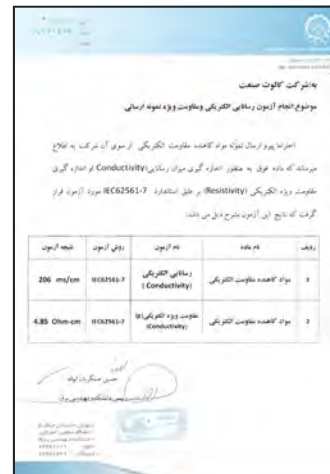 به:شرکت کالوت صنعت
موضوع:انجام آزمون رسانایی الکتریکی ومقاومت ویژه نمونه ارسالی
احتراما پیرو ارسال نمونه مواد کاهنده مقاومت الکتریکی از سوی آن شرکت به اطلاع
میرساند که ماده فوق به منظور اندازه گیری میزان رسانایی(Conductivity) و اندازه گیری
مقاومت ویژه الکتریکی (Resistivity) بر طبق استاندارد IEC62561-7 مورد آزمون قرار
گرفت که نتایج این آزمون بشرح ذیل می باشد:
ردیف نام ماده نام آزمون روش آزمون نتیجه آزمون
1 مواد کاهنده مقاومت الکتریکی رسانایی الکتریکی (Conductivity) IEC62561-7 206 ms/cm
2 مواد کاهنده مقاومت الکتریکی مقاومت ویژه الکتریکی(ρ) (Conductivity) IEC62561-7 4.85 Ohm-cm